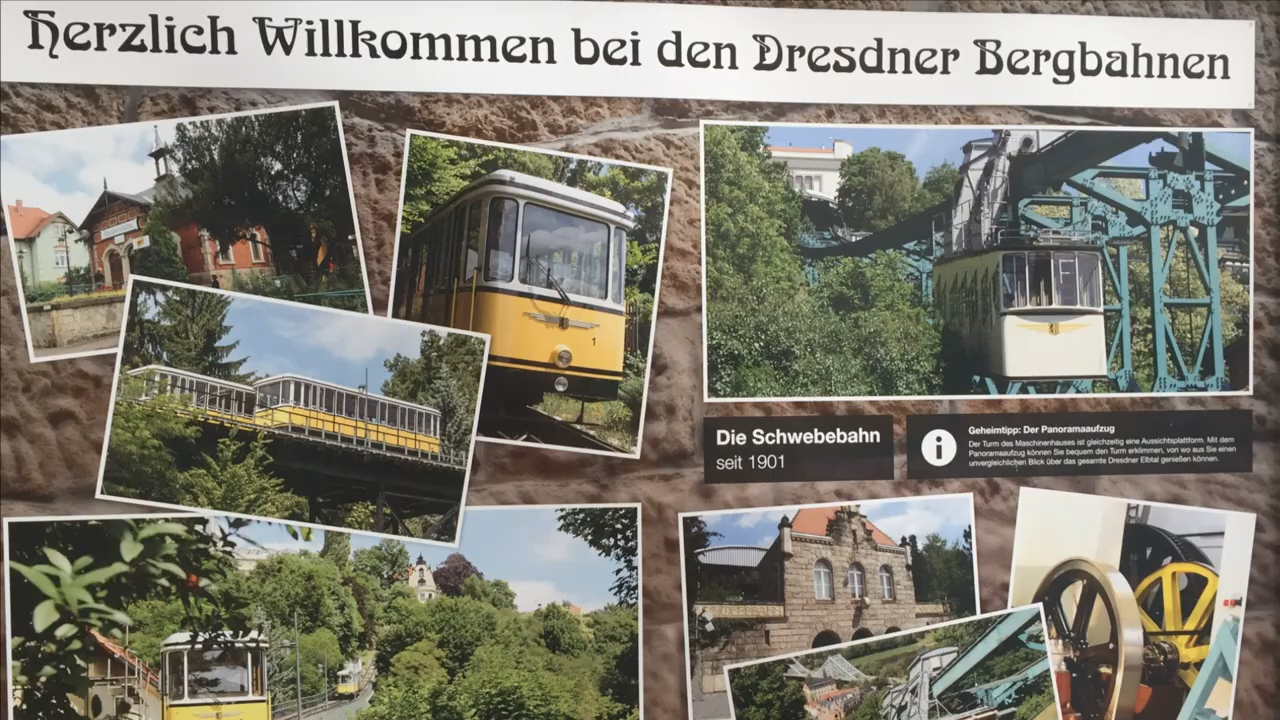 Herzlich Willkommen bei den Dresdner Bergbahnen
1
Die Schwebebahn
seit 1901
i
Geheimtipp: Der Panoramaaufzug
Der Turm des Maschinenhauses ist gleichzeitig eine Aussichtsplattform. Mit dem
Panoramaaufzug können Sie bequem den Turm erklimmen, von wo aus Sie einen
unvergleichlichen Blick über das gesamte Dresdner Elbtal genießen können.